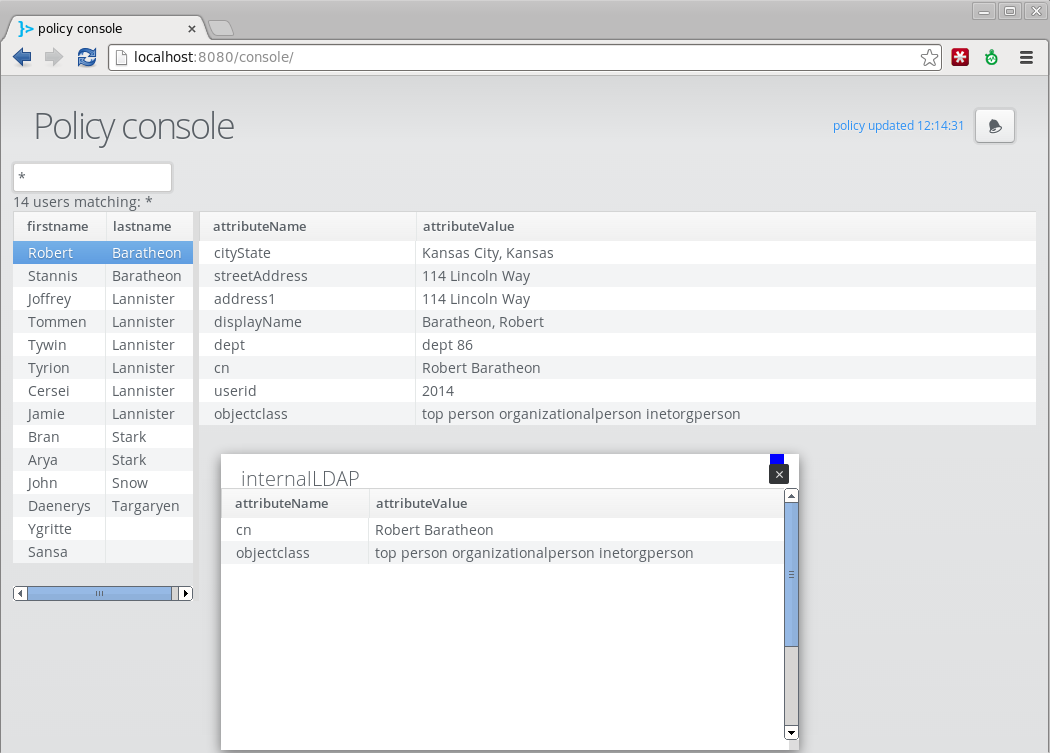 policy console
localhost:8080/console/
Policy console
policy updated 12:14:31
*
14 users matching: *
firstname lastname attributeName attributeValue
Robert Baratheon cityState Kansas City, Kansas
Stannis Baratheon streetAddress 114 Lincoln Way
Joffrey Lannister address1 114 Lincoln Way
Tommen Lannister displayName Baratheon, Robert
Tywin Lannister dept dept 86
Tyrion Lannister cn Robert Baratheon
Cersei Lannister userid 2014
Jamie Lannister objectclass top person organizationalperson inetorgperson
Bran Stark
Arya Stark
John Snow
Daenerys Targaryen
Ygritte
Sansa
internalLDAP
attributeName attributeValue
cn Robert Baratheon
objectclass top person organizationalperson inetorgperson